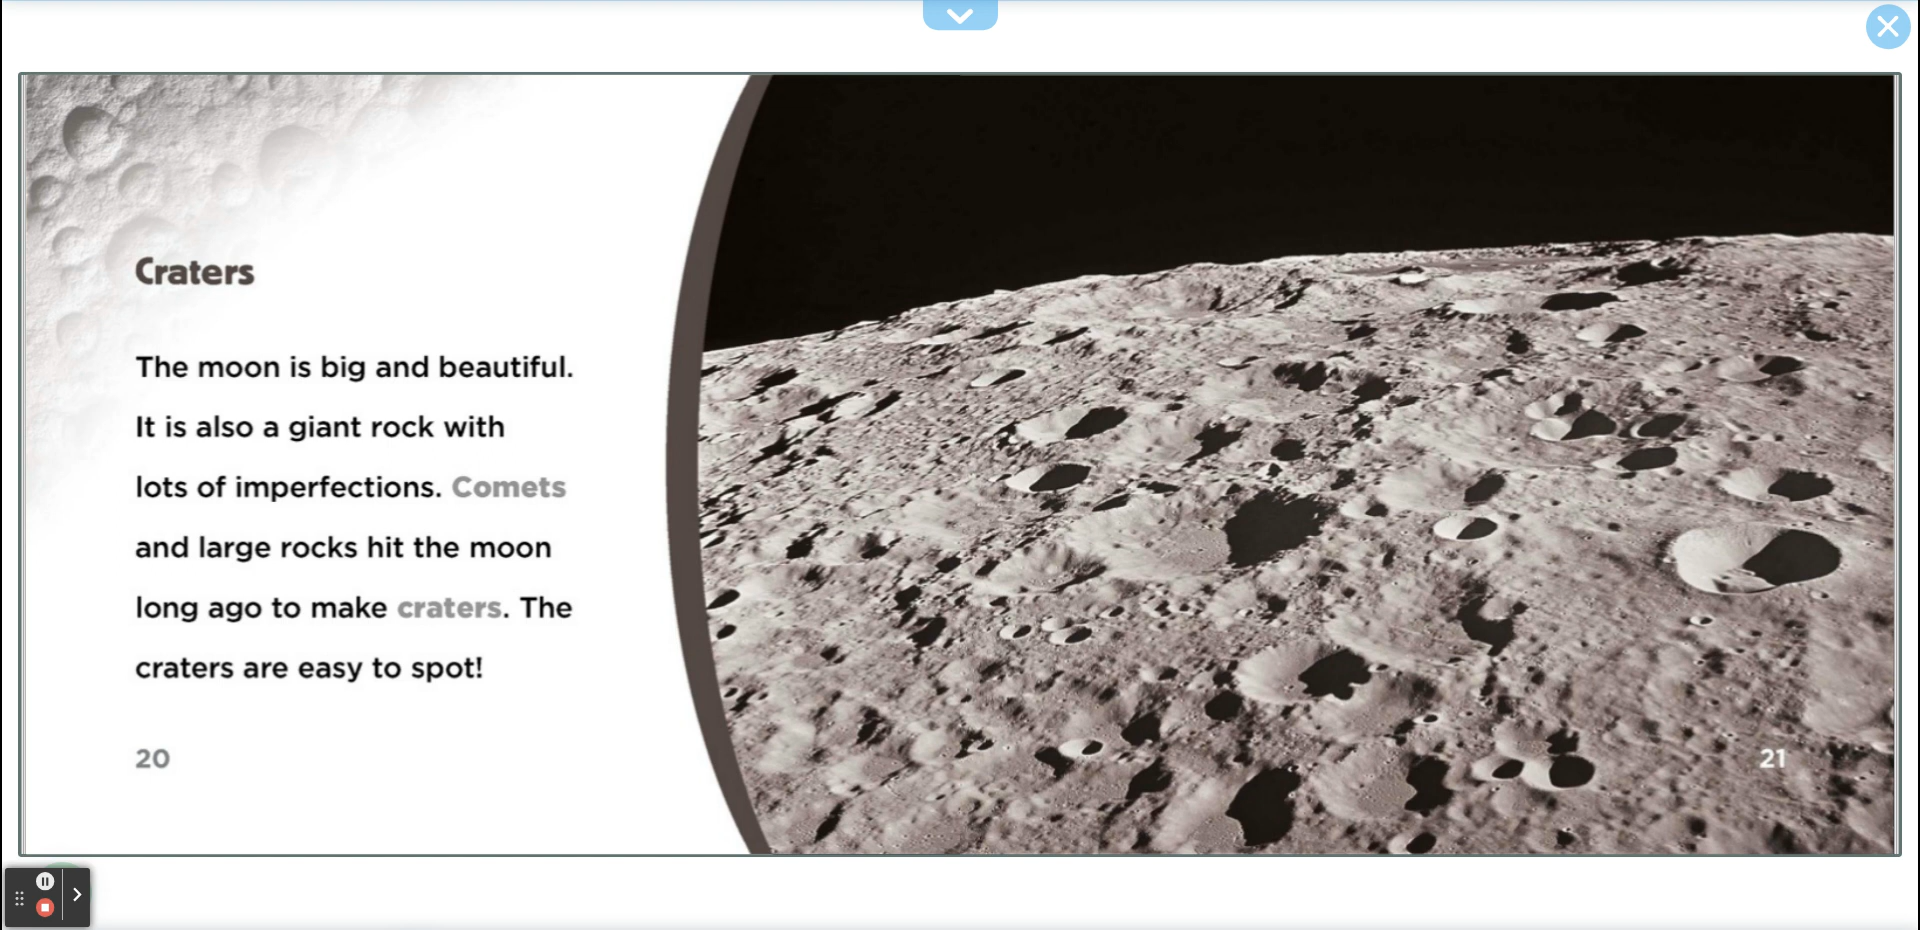 Craters
The moon is big and beautiful.
It is also a giant rock with
lots of imperfections. Comets
and large rocks hit the moon
long ago to make craters. The
craters are easy to spot!
20
21